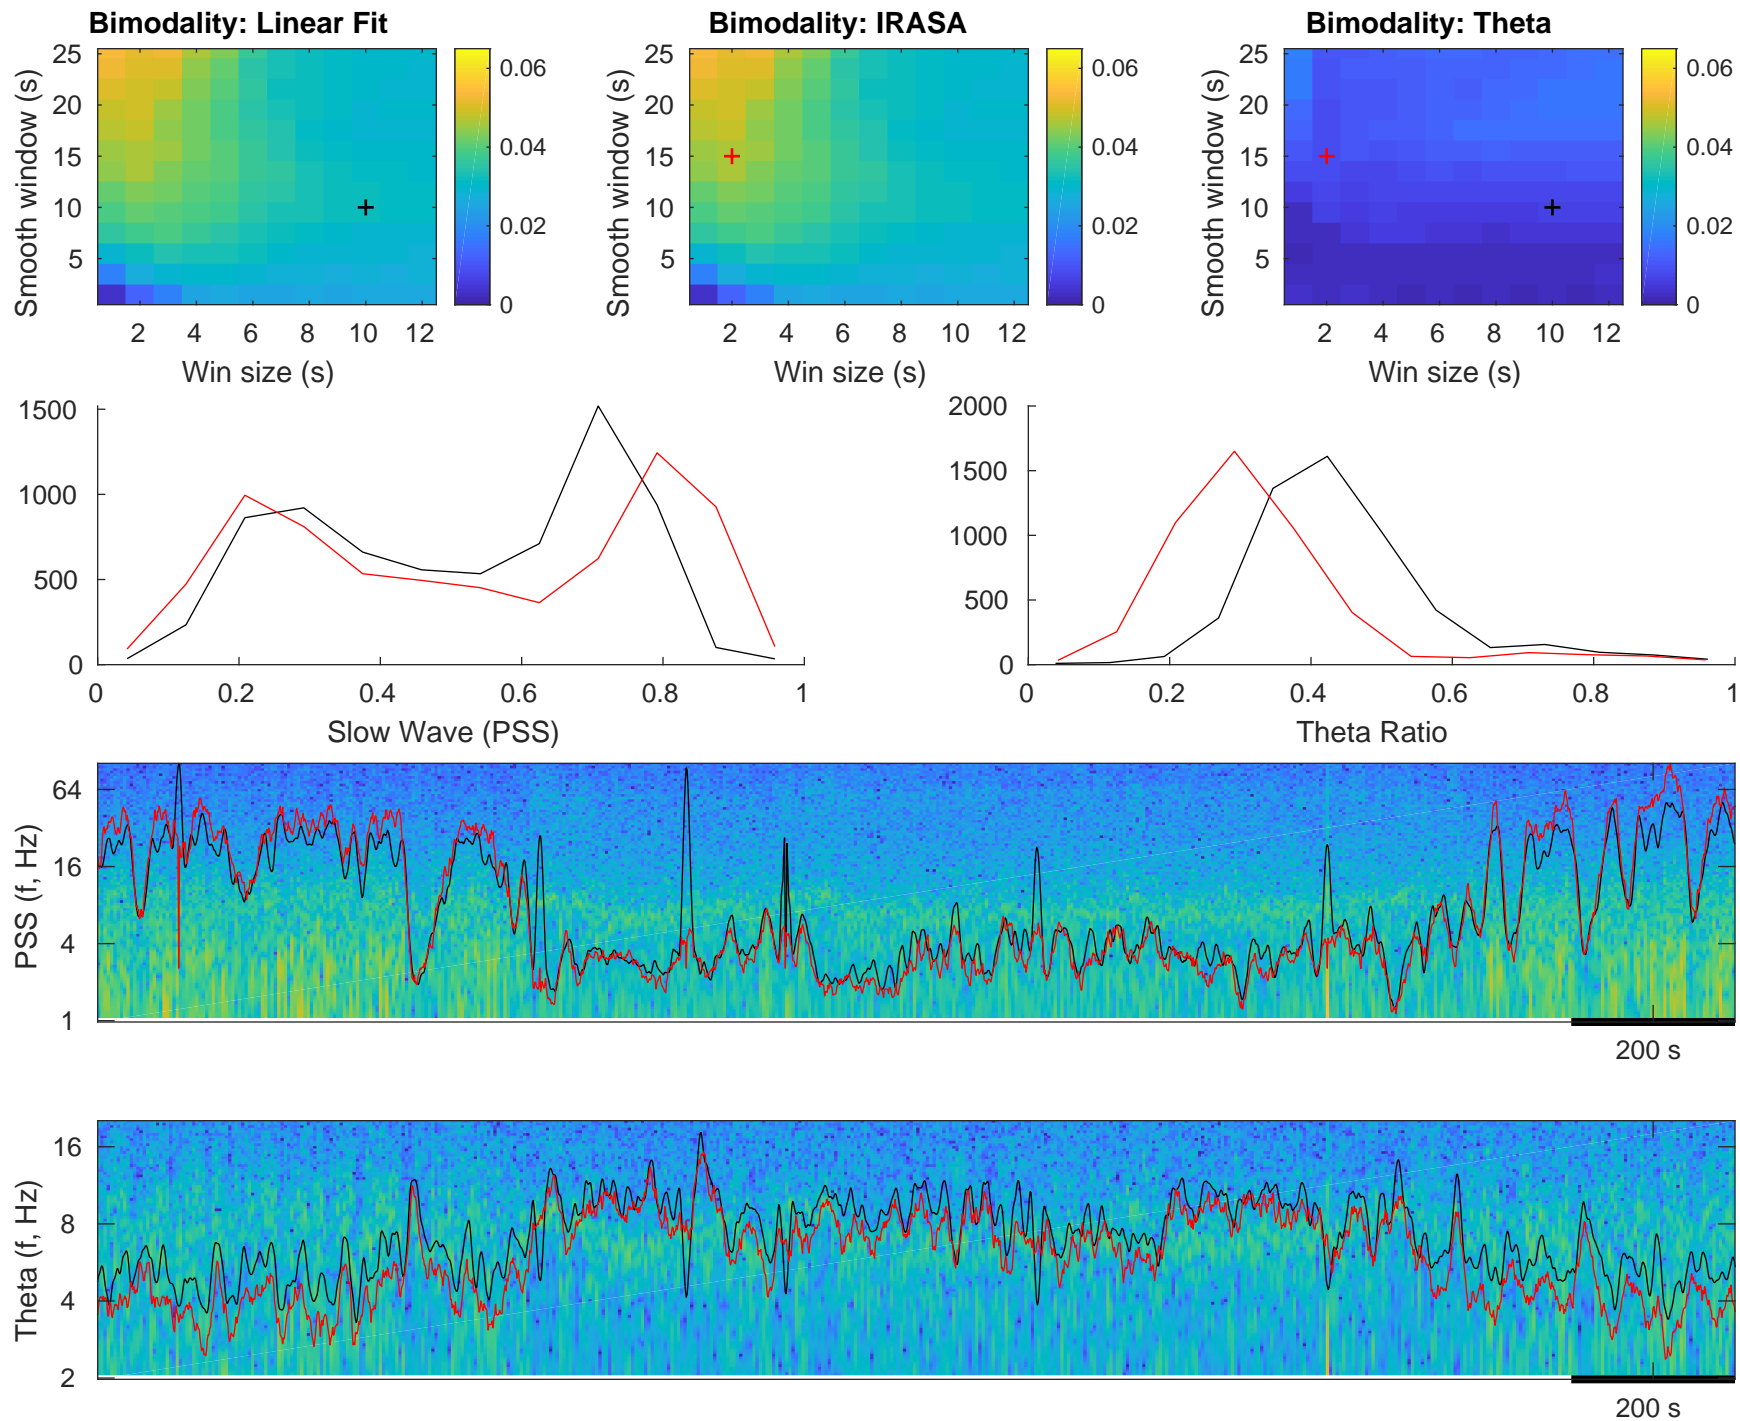 Bimodality: Linear Fit
Bimodality: IRASA
Bimodality: Theta
Smooth window (s)
25
20
15
10
5
2 4 6 8 10 12
Win size (s)
0.06
0.04
0.02
0
Smooth window (s)
25
20
15
10
5
2 4 6 8 10 12
Win size (s)
0.06
0.04
0.02
0
Smooth window (s)
25
20
15
10
5
2 4 6 8 10 12
Win size (s)
0.06
0.04
0.02
0
1500
1000
500
0
0 0.2 0.4 0.6 0.8 1
Slow Wave (PSS)
2000
1500
1000
500
0
0 0.2 0.4 0.6 0.8 1
Theta Ratio
PSS (f, Hz)
64
16
4
1
200 s
Theta (f, Hz)
16
8
4
2
200 s